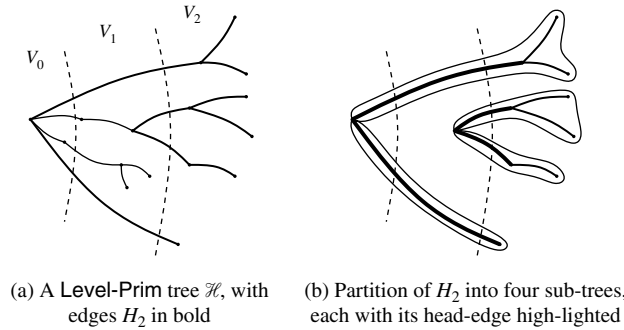 V₀
V₁
V₂
(a) A Level-Prim tree ℋ, with
edges H₂ in bold
(b) Partition of H₂ into four sub-trees,
each with its head-edge high-lighted